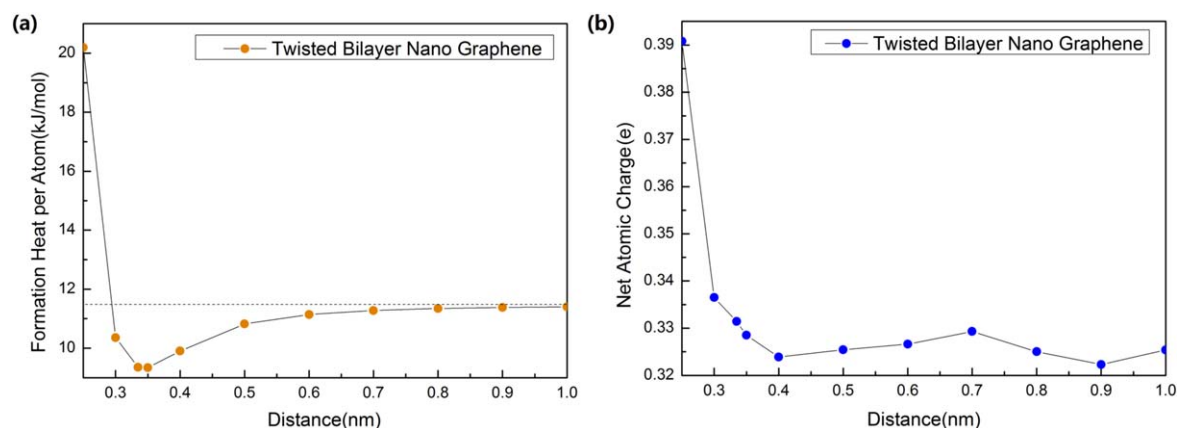 (a)
Twisted Bilayer Nano Graphene
Formation Heat per Atom(kJ/mol)
20
18
16
14
12
10
0.3 0.4 0.5 0.6 0.7 0.8 0.9 1.0
Distance(nm)
(b)
Twisted Bilayer Nano Graphene
Net Atomic Charge(e)
0.39
0.38
0.37
0.36
0.35
0.34
0.33
0.32
0.3 0.4 0.5 0.6 0.7 0.8 0.9 1.0
Distance(nm)